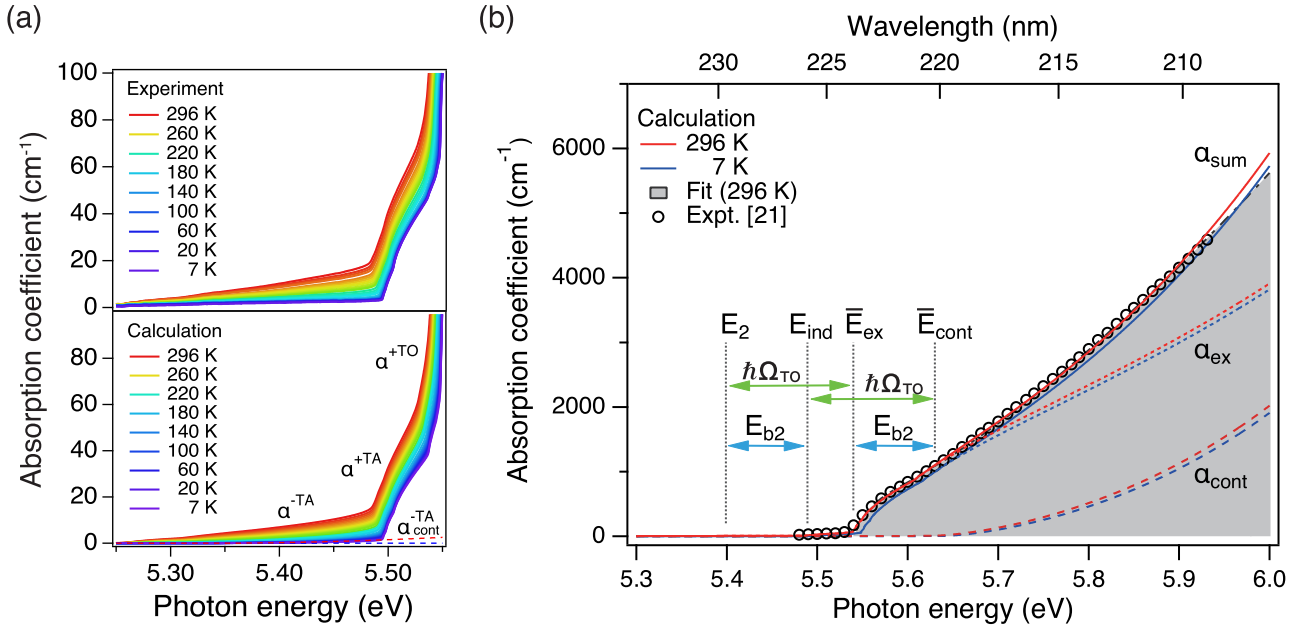 (a)
Absorption coefficient (cm⁻¹)
100
80
60
40
20
0
Experiment
296 K
260 K
220 K
180 K
140 K
100 K
60 K
20 K
7 K
80
60
40
20
0
Calculation
296 K
260 K
220 K
180 K
140 K
100 K
60 K
20 K
7 K
α⁺ᵀᴼ
α⁺ᵀᴬ
α⁻ᵀᴬ
α⁻ᵀᴬcont
5.30 5.40 5.50
Photon energy (eV)
(b)
Wavelength (nm)
230 225 220 215 210
Absorption coefficient (cm⁻¹)
6000
4000
2000
0
Calculation
296 K
7 K
Fit (296 K)
Expt. [21]
αsum
E₂ Eind E̅ex E̅cont
ħΩTO
ħΩTO
Eb2 Eb2
αex
αcont
5.3 5.4 5.5 5.6 5.7 5.8 5.9 6.0
Photon energy (eV)